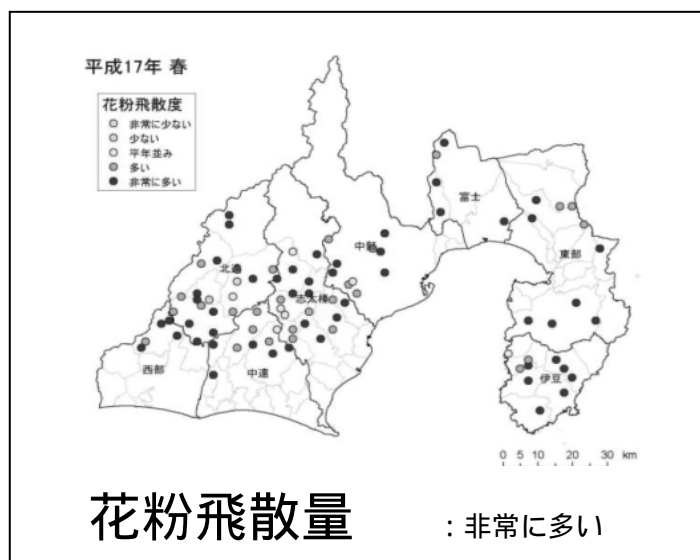 平成17年 春
花粉飛散度
非常に少ない
少ない
平年並み
多い
非常に多い
富士
中部
東部
北遠
志太榛
伊豆
西部
中遠
0 5 10 20 30 km
花粉飛散量 :非常に多い